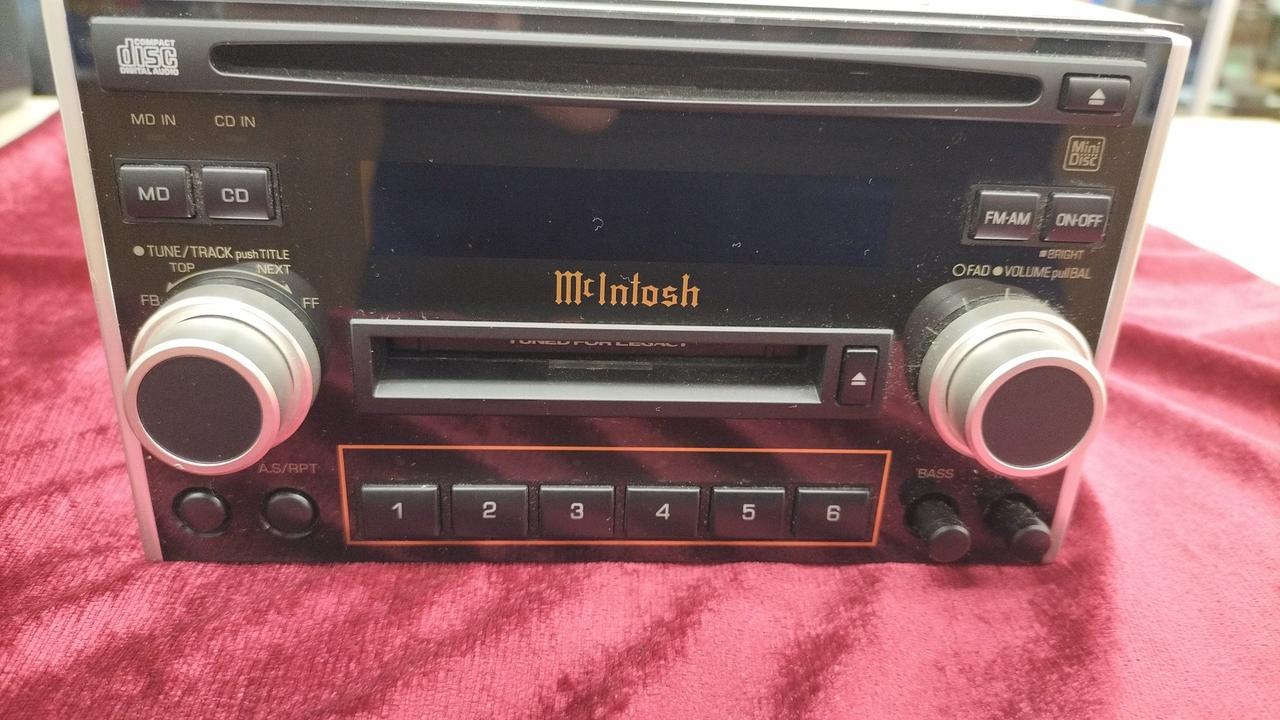 COMPACT
disc
DIGITAL AUDIO
MD IN
CD IN
Mini
Disc
MD
CD
FM·AM
ON·OFF
BRIGHT
TUNE/TRACK push TITLE
FAD VOLUME pull BAL
TOP
NEXT
FB
FF
McIntosh
TUNED FOR LEGACY
A.S/RPT
BASS
1
2
3
4
5
6